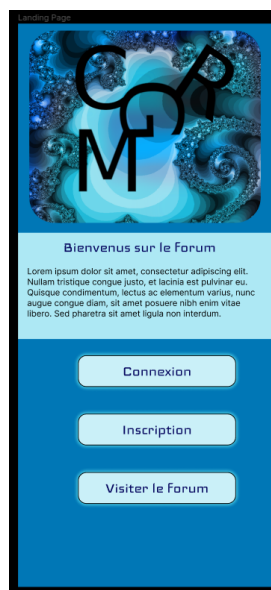 Landing Page
C
G
R
M
Bienvenus sur le forum
Lorem ipsum dolor sit amet, consectetur adipiscing elit.
Nullam tristique congue justo, et lacinia est pulvinar eu.
Quisque condimentum, lectus ac elementum varius, nunc
augue congue diam, sit amet posuere nibh enim vitae
libero. Sed pharetra sit amet ligula non interdum.
Connexion
Inscription
Visiter le forum